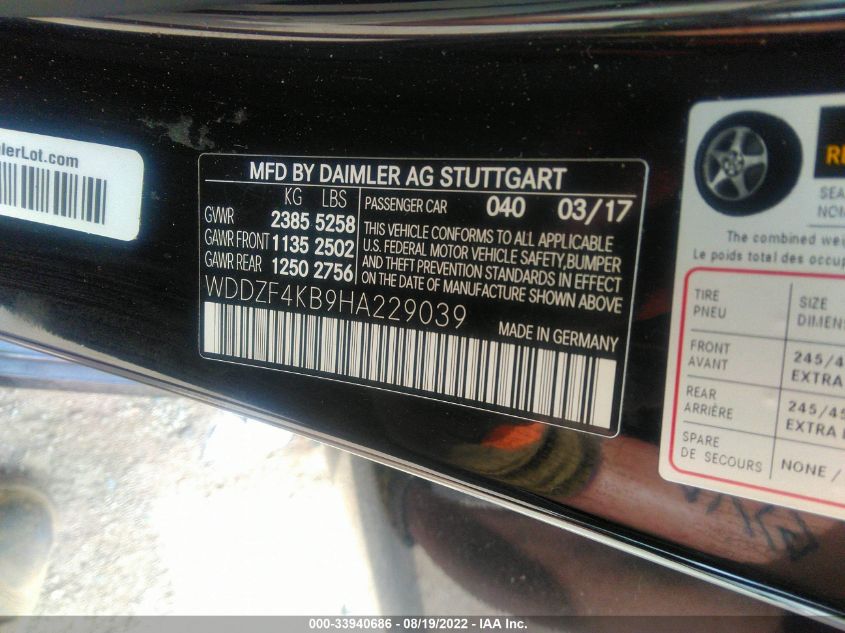 lerLot.com
MFD BY DAIMLER AG STUTTGART
KG LBS
GVWR 2385 5258
GAWR FRONT 1135 2502
GAWR REAR 1250 2756
PASSENGER CAR 040 03/17
THIS VEHICLE CONFORMS TO ALL APPLICABLE
U.S. FEDERAL MOTOR VEHICLE SAFETY,BUMPER
AND THEFT PREVENTION STANDARDS IN EFFECT
ON THE DATE OF MANUFACTURE SHOWN ABOVE
WDDZF4KB9HA229039
MADE IN GERMANY
SEA
NOM
The combined wei
Le poids total des occup
TIRE
PNEU
SIZE
DIMEN
FRONT
AVANT
245/4
EXTRA
REAR
ARRIÈRE
245/45
EXTRA L
SPARE
DE SECOURS
NONE /
000-33940686 - 08/19/2022 - IAA Inc.